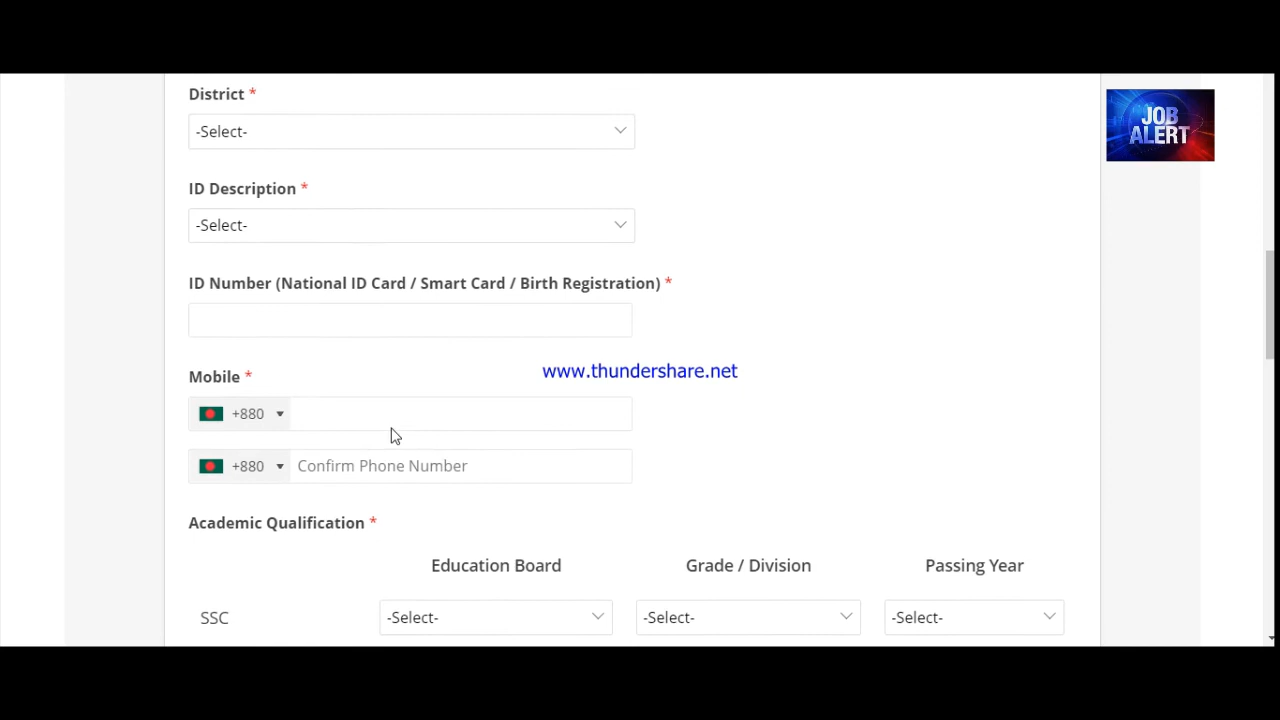 District *
-Select-
JOB
ALERT
ID Description *
-Select-
ID Number (National ID Card / Smart Card / Birth Registration) *
www.thundershare.net
Mobile *
+880
+880 Confirm Phone Number
Academic Qualification *
Education Board Grade / Division Passing Year
SSC -Select- -Select- -Select-